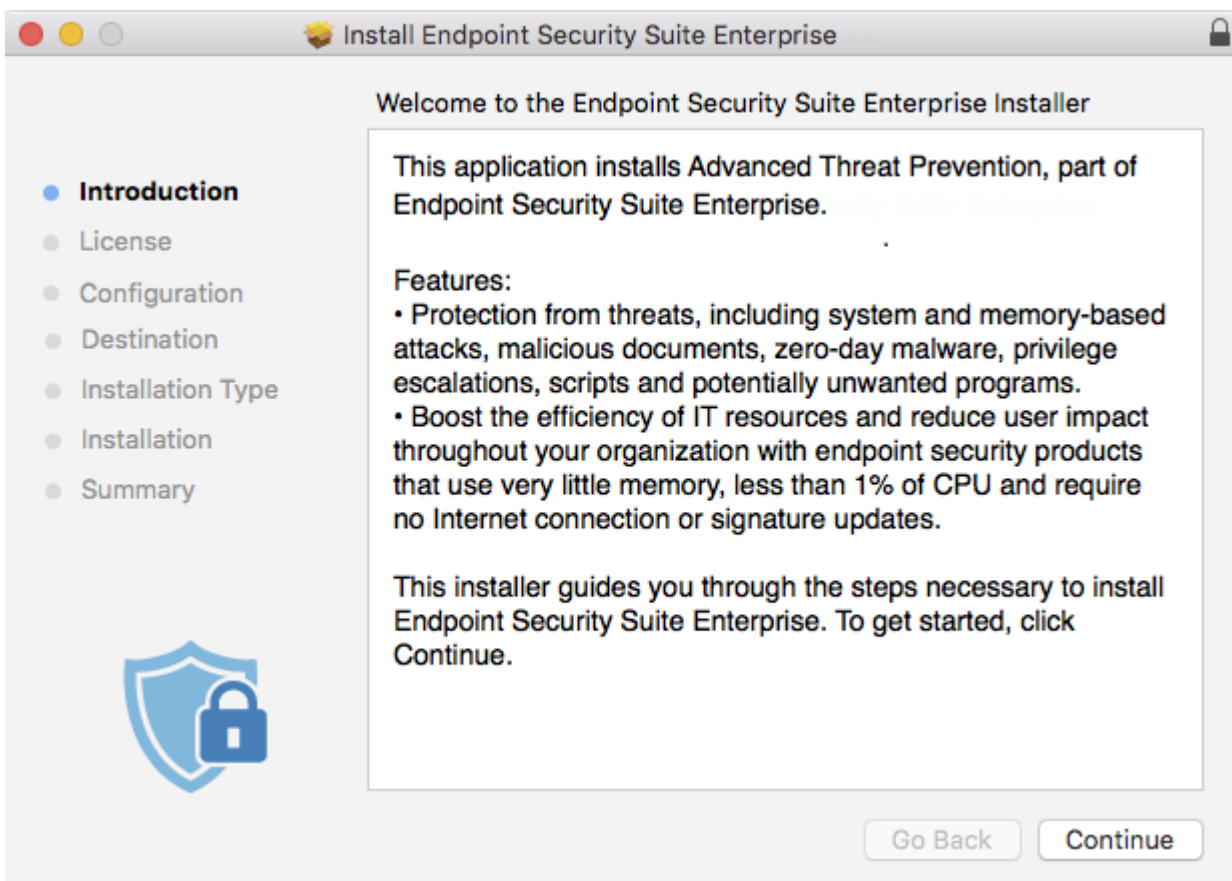 Install Endpoint Security Suite Enterprise
Welcome to the Endpoint Security Suite Enterprise Installer
Introduction
License
Configuration
Destination
Installation Type
Installation
Summary
This application installs Advanced Threat Prevention, part of
Endpoint Security Suite Enterprise.
.
Features:
• Protection from threats, including system and memory-based
attacks, malicious documents, zero-day malware, privilege
escalations, scripts and potentially unwanted programs.
• Boost the efficiency of IT resources and reduce user impact
throughout your organization with endpoint security products
that use very little memory, less than 1% of CPU and require
no Internet connection or signature updates.
This installer guides you through the steps necessary to install
Endpoint Security Suite Enterprise. To get started, click
Continue.
Go Back
Continue